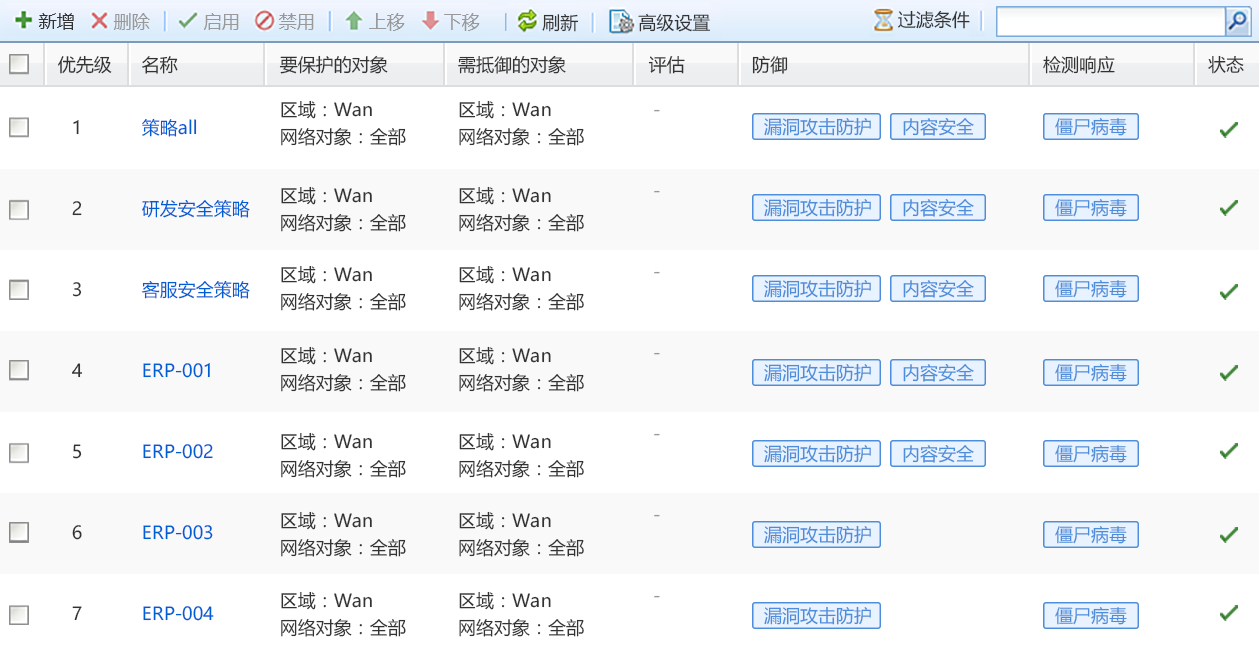 新增 删除 启用 禁用 上移 下移 刷新 高级设置 过滤条件
优先级 名称 要保护的对象 需抵御的对象 评估 防御 检测响应 状态
1 策略all 区域：Wan 区域：Wan - 漏洞攻击防护 内容安全 僵尸病毒
网络对象：全部 网络对象：全部
2 研发安全策略 区域：Wan 区域：Wan - 漏洞攻击防护 内容安全 僵尸病毒
网络对象：全部 网络对象：全部
3 客服安全策略 区域：Wan 区域：Wan - 漏洞攻击防护 内容安全 僵尸病毒
网络对象：全部 网络对象：全部
4 ERP-001 区域：Wan 区域：Wan - 漏洞攻击防护 内容安全 僵尸病毒
网络对象：全部 网络对象：全部
5 ERP-002 区域：Wan 区域：Wan - 漏洞攻击防护 内容安全 僵尸病毒
网络对象：全部 网络对象：全部
6 ERP-003 区域：Wan 区域：Wan - 漏洞攻击防护 僵尸病毒
网络对象：全部 网络对象：全部
7 ERP-004 区域：Wan 区域：Wan - 漏洞攻击防护 僵尸病毒
网络对象：全部 网络对象：全部